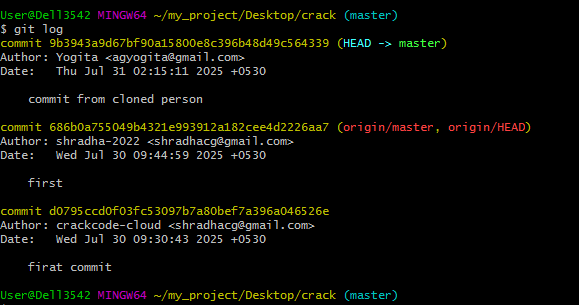 User@Dell3542 MINGW64 ~/my_project/Desktop/crack (master)
$ git log
commit 9b3943a9d67bf90a15800e8c396b48d49c564339 (HEAD -> master)
Author: Yogita <agyogita@gmail.com>
Date:   Thu Jul 31 02:15:11 2025 +0530
    commit from cloned person
commit 686b0a755049b4321e993912a182cee4d2226aa7 (origin/master, origin/HEAD)
Author: shradha-2022 <shradhacg@gmail.com>
Date:   Wed Jul 30 09:44:59 2025 +0530
    first
commit d0795ccd0f03fc53097b7a80bef7a396a046526e
Author: crackcode-cloud <shradhacg@gmail.com>
Date:   Wed Jul 30 09:30:43 2025 +0530
    firat commit
User@Dell3542 MINGW64 ~/my_project/Desktop/crack (master)